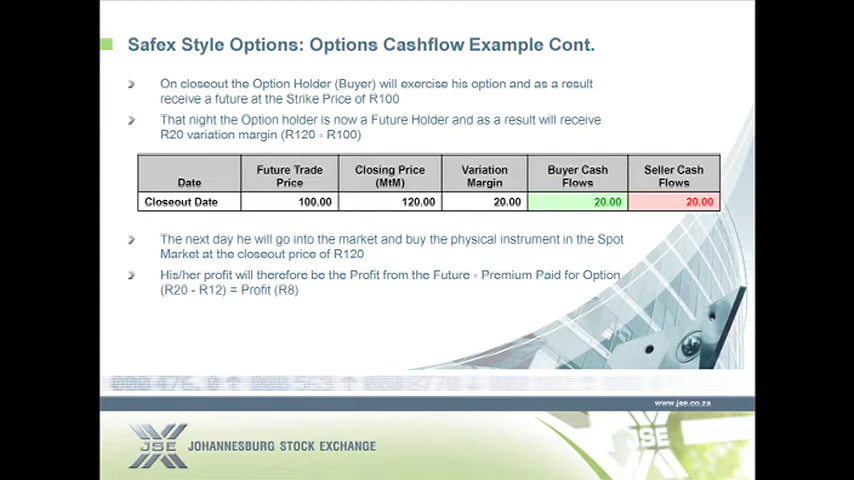 Safex Style Options: Options Cashflow Example Cont.
On closeout the Option Holder (Buyer) will exercise his option and as a result
receive a future at the Strike Price of R100
That night the Option holder is now a Future Holder and as a result will receive
R20 variation margin (R120 - R100)
Date Future Trade Price Closing Price (MtM) Variation Margin Buyer Cash Flows Seller Cash Flows
Closeout Date 100.00 120.00 20.00 20.00 20.00
The next day he will go into the market and buy the physical instrument in the Spot
Market at the closeout price of R120
His/her profit will therefore be the Profit from the Future - Premium Paid for Option
(R20 - R12) = Profit (R8)
www.jse.co.za
JSE JOHANNESBURG STOCK EXCHANGE
JSE